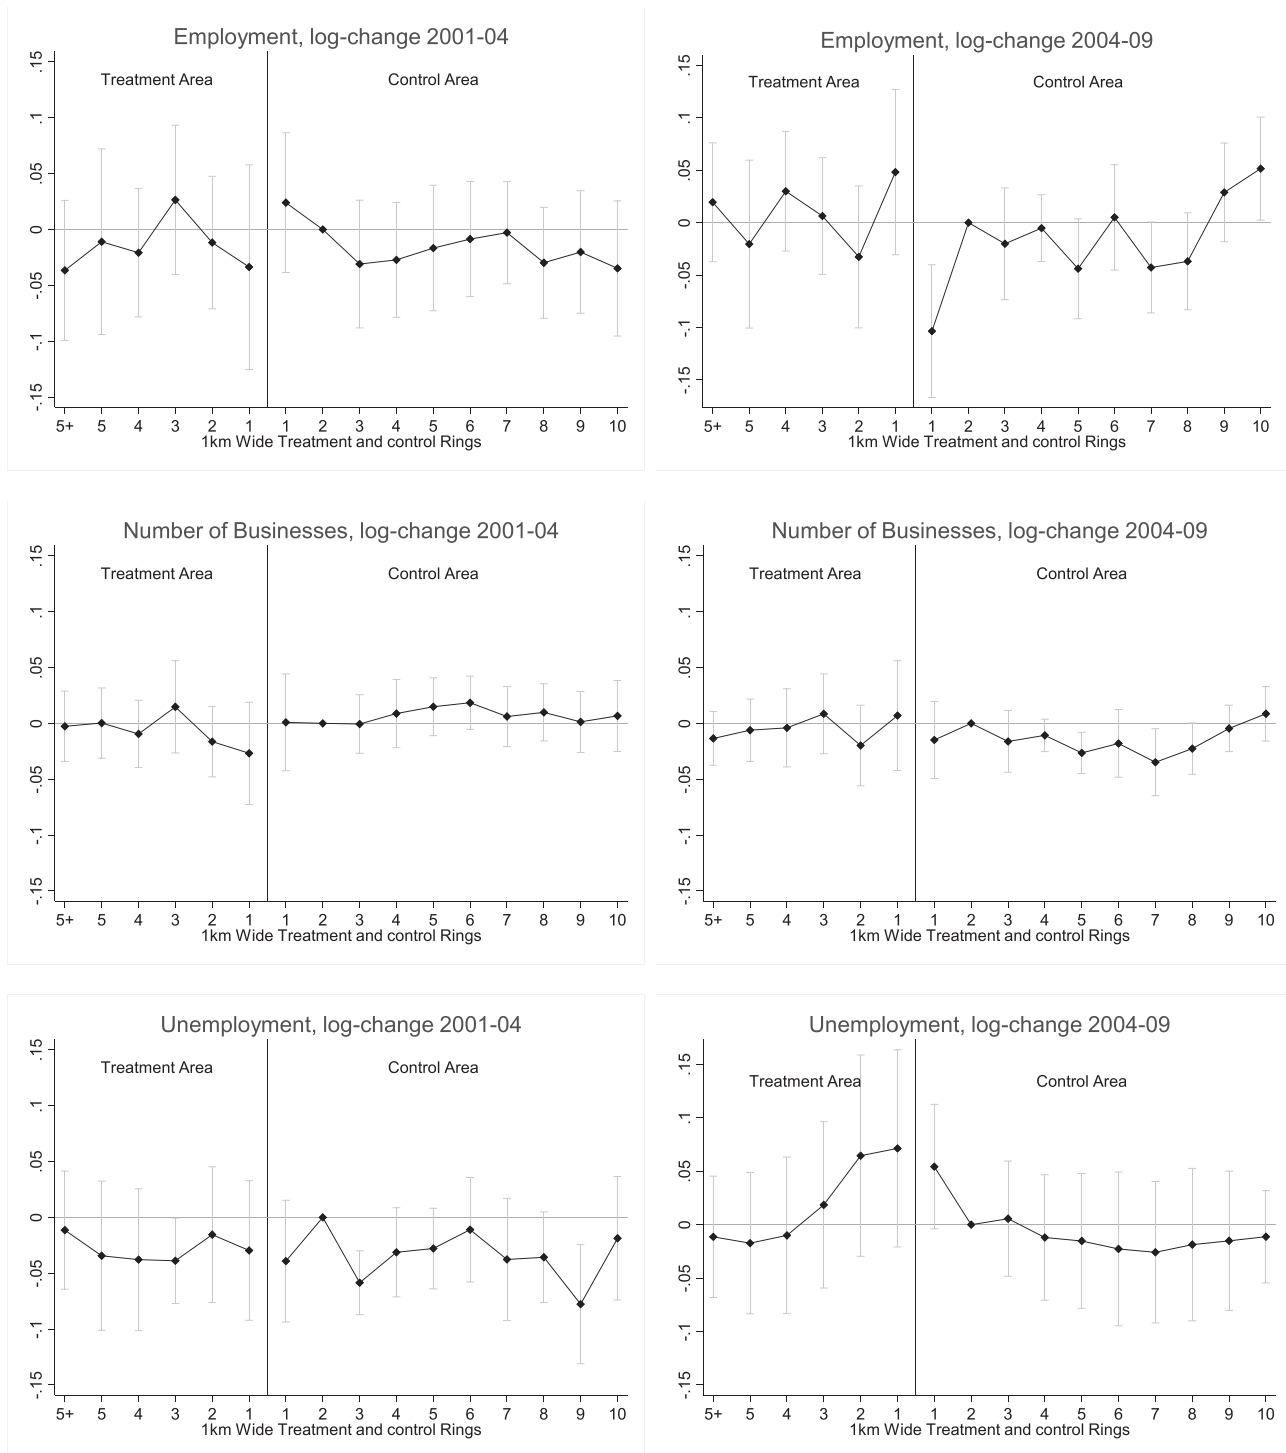 Employment, log-change 2001-04
Treatment Area Control Area
.15
.1
.05
0
-.05
-.1
-.15
5+ 5 4 3 2 1 1 2 3 4 5 6 7 8 9 10
1km Wide Treatment and control Rings
Employment, log-change 2004-09
Treatment Area Control Area
.15
.1
.05
0
-.05
-.1
-.15
5+ 5 4 3 2 1 1 2 3 4 5 6 7 8 9 10
1km Wide Treatment and control Rings
Number of Businesses, log-change 2001-04
Treatment Area Control Area
.15
.1
.05
0
-.05
-.1
-.15
5+ 5 4 3 2 1 1 2 3 4 5 6 7 8 9 10
1km Wide Treatment and control Rings
Number of Businesses, log-change 2004-09
Treatment Area Control Area
.15
.1
.05
0
-.05
-.1
-.15
5+ 5 4 3 2 1 1 2 3 4 5 6 7 8 9 10
1km Wide Treatment and control Rings
Unemployment, log-change 2001-04
Treatment Area Control Area
.15
.1
.05
0
-.05
-.1
-.15
5+ 5 4 3 2 1 1 2 3 4 5 6 7 8 9 10
1km Wide Treatment and control Rings
Unemployment, log-change 2004-09
Treatment Area Control Area
.15
.1
.05
0
-.05
-.1
-.15
5+ 5 4 3 2 1 1 2 3 4 5 6 7 8 9 10
1km Wide Treatment and control Rings